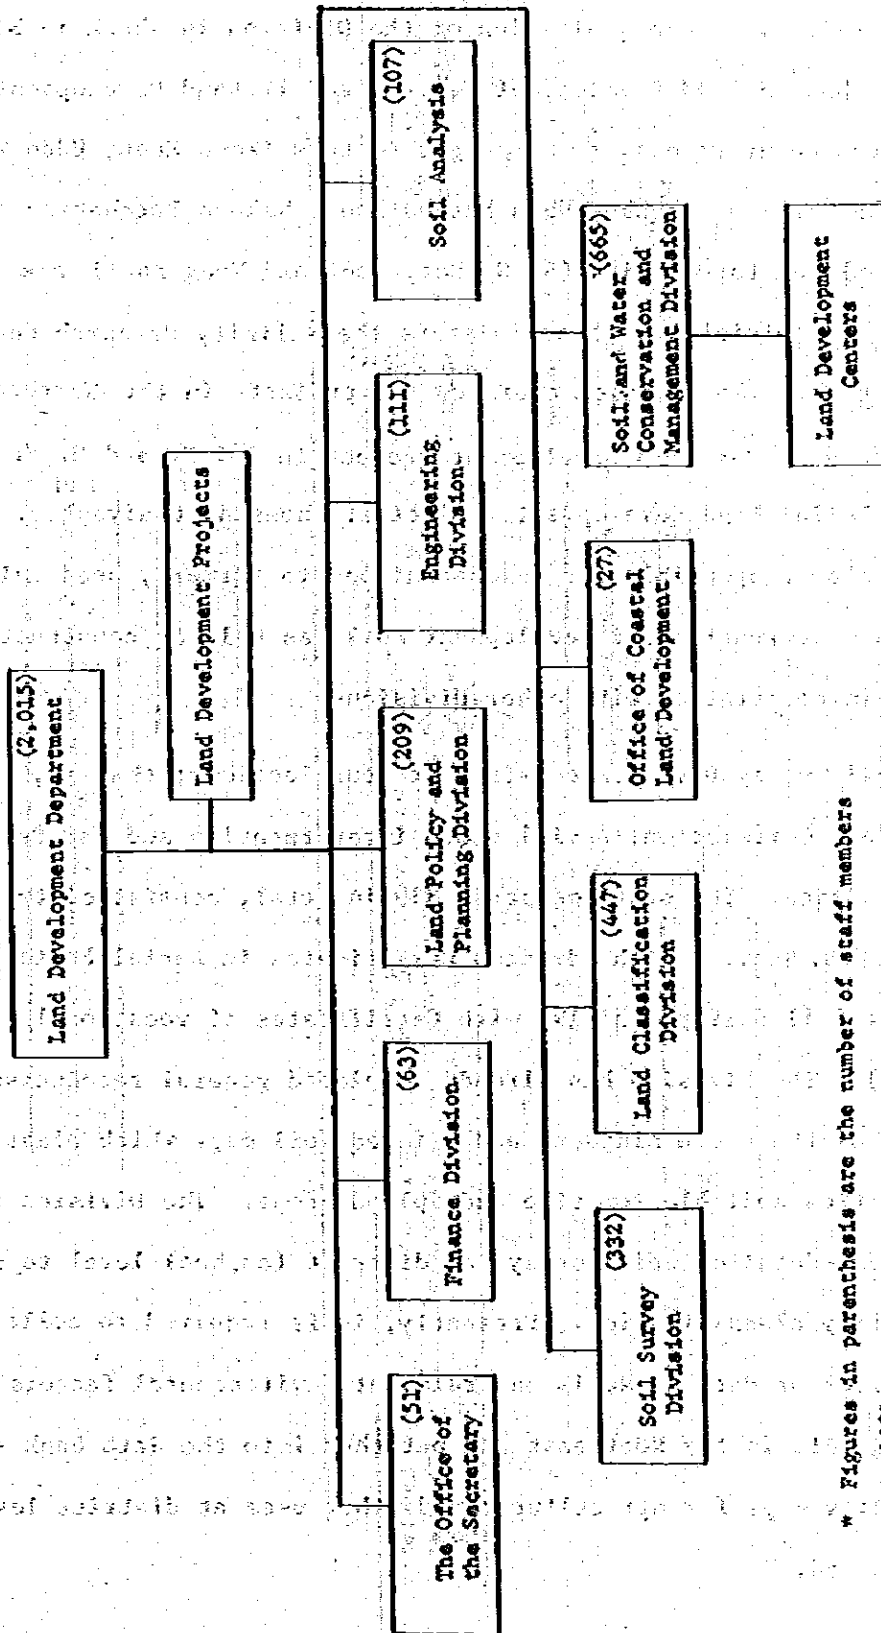 (2,015)
Land Development Department
Land Development Projects
(51)
The Office of
the Secretary
(63)
Finance Division
(209)
Land Policy and
Planning Division
(111)
Engineering
Division
(107)
Soil Analysis
(332)
Soil Survey
Division
(447)
Land Classification
Division
(27)
Office of Coastal
Land Development
(665)
Soil and Water
Conservation and
Management Division
Land Development
Centers
* Figures in parenthesis are the number of staff members